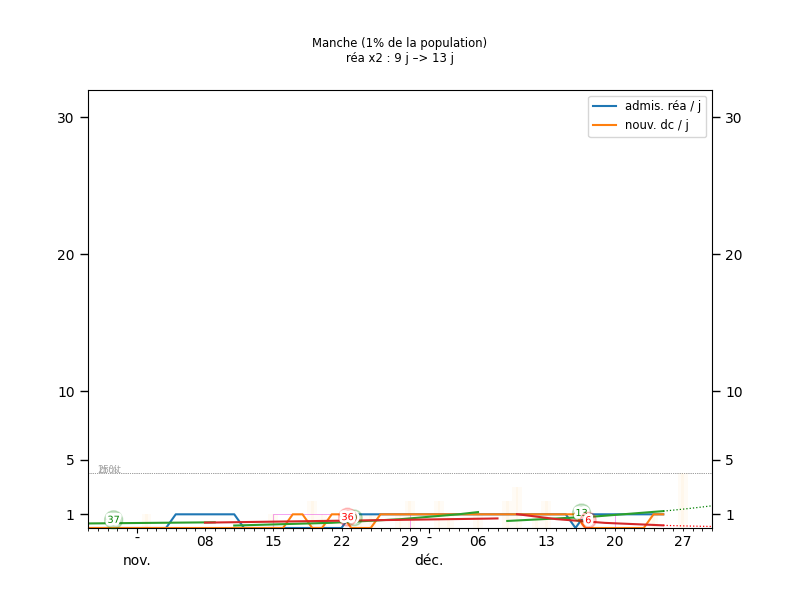 Manche (1% de la population)
réa x2 : 9 j –> 13 j
admis. réa / j
nouv. dc / j
30 30
20 20
10 10
5 5
1 1
37
36
13
6
- 08 15 22 29 - 06 13 20 27
nov. déc.